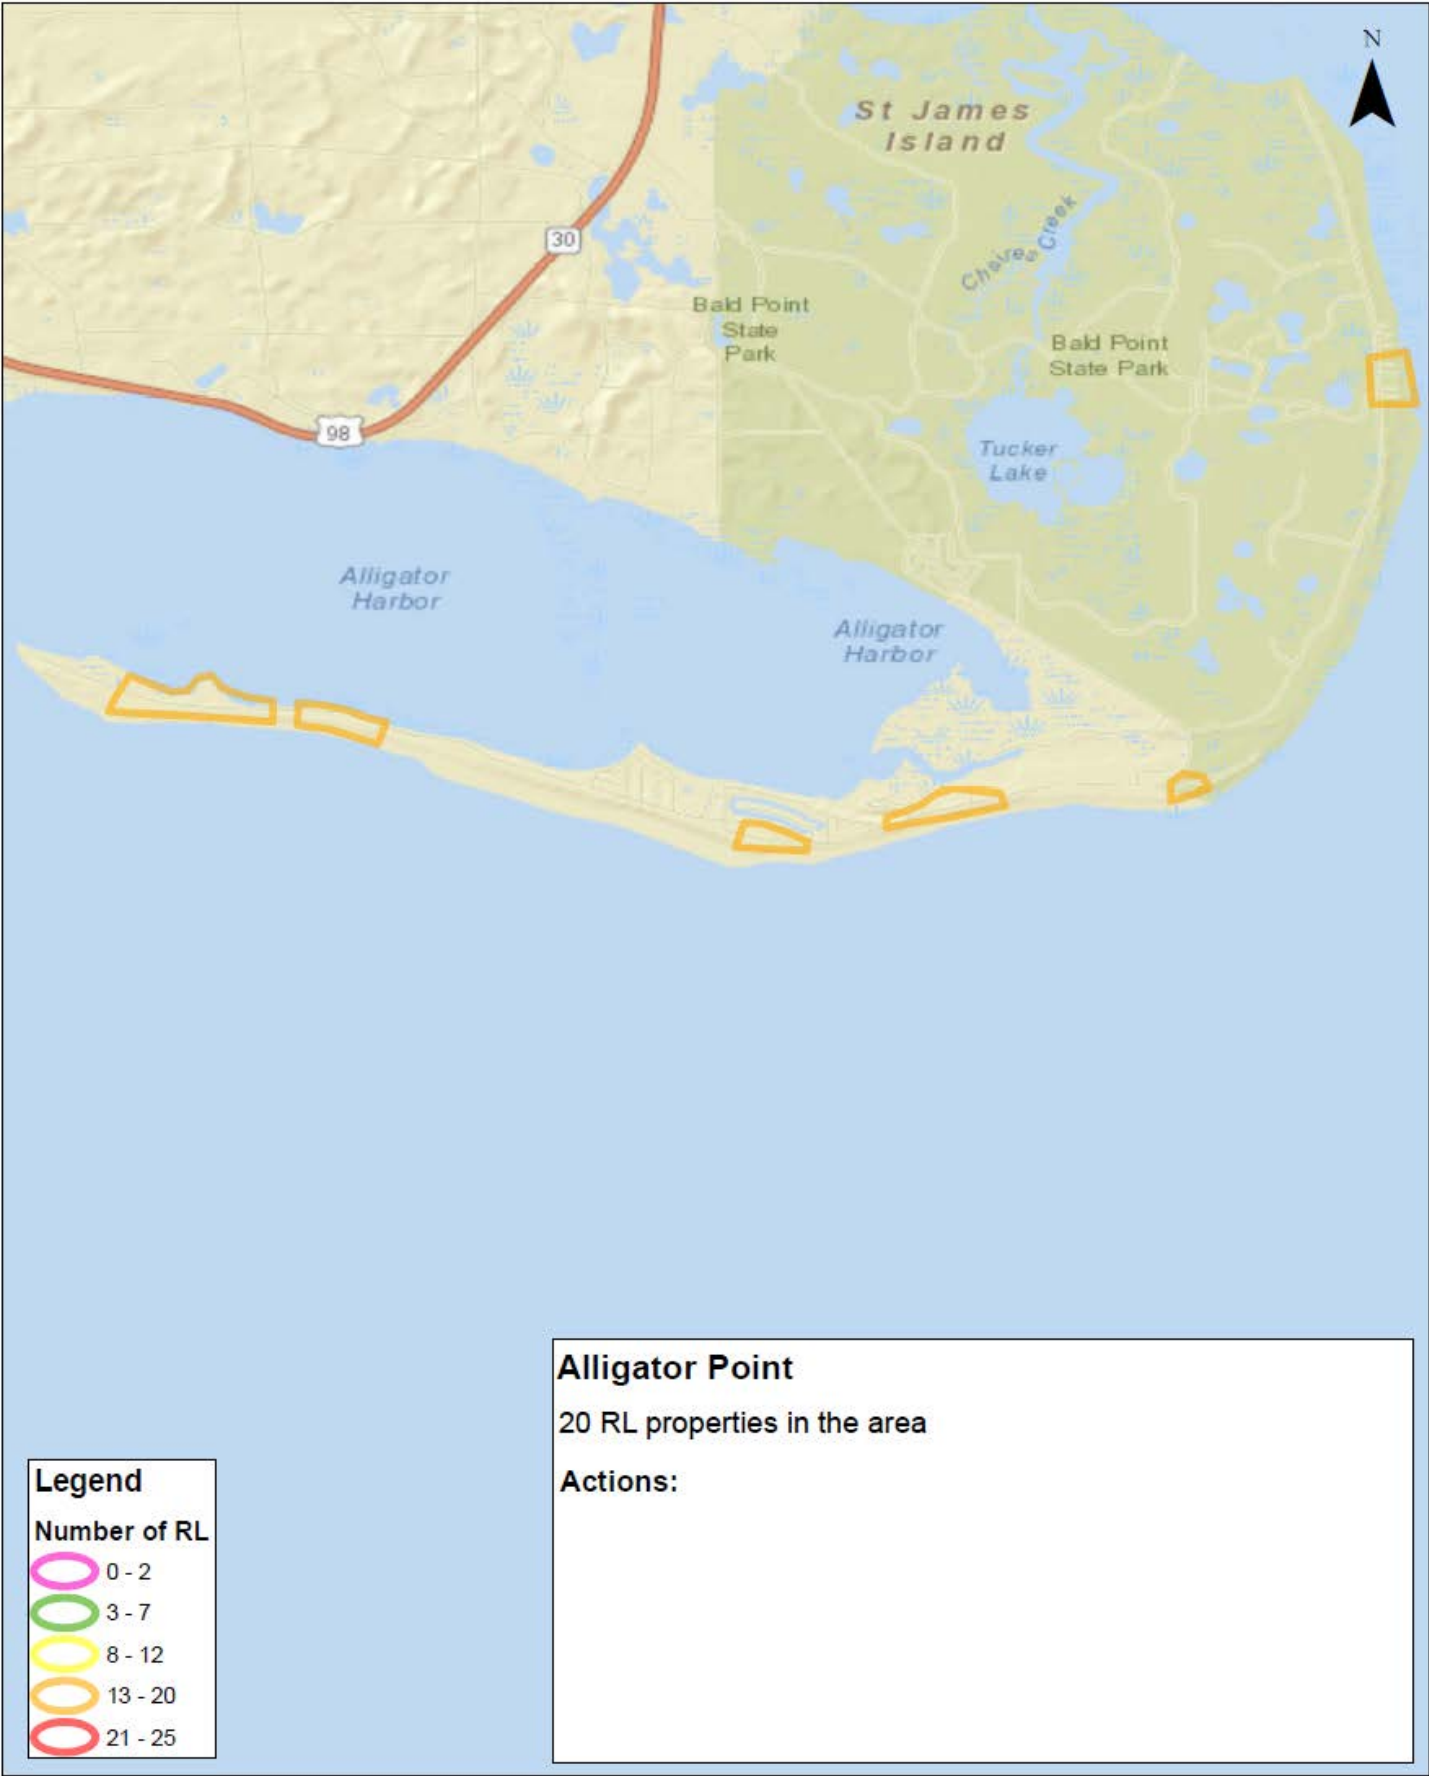 N
St James
Island
30
Chaires Creek
Bald Point
State
Park
Bald Point
State Park
98
Tucker
Lake
Alligator
Harbor
Alligator
Harbor
Alligator Point
20 RL properties in the area
Actions:
Legend
Number of RL
0 - 2
3 - 7
8 - 12
13 - 20
21 - 25